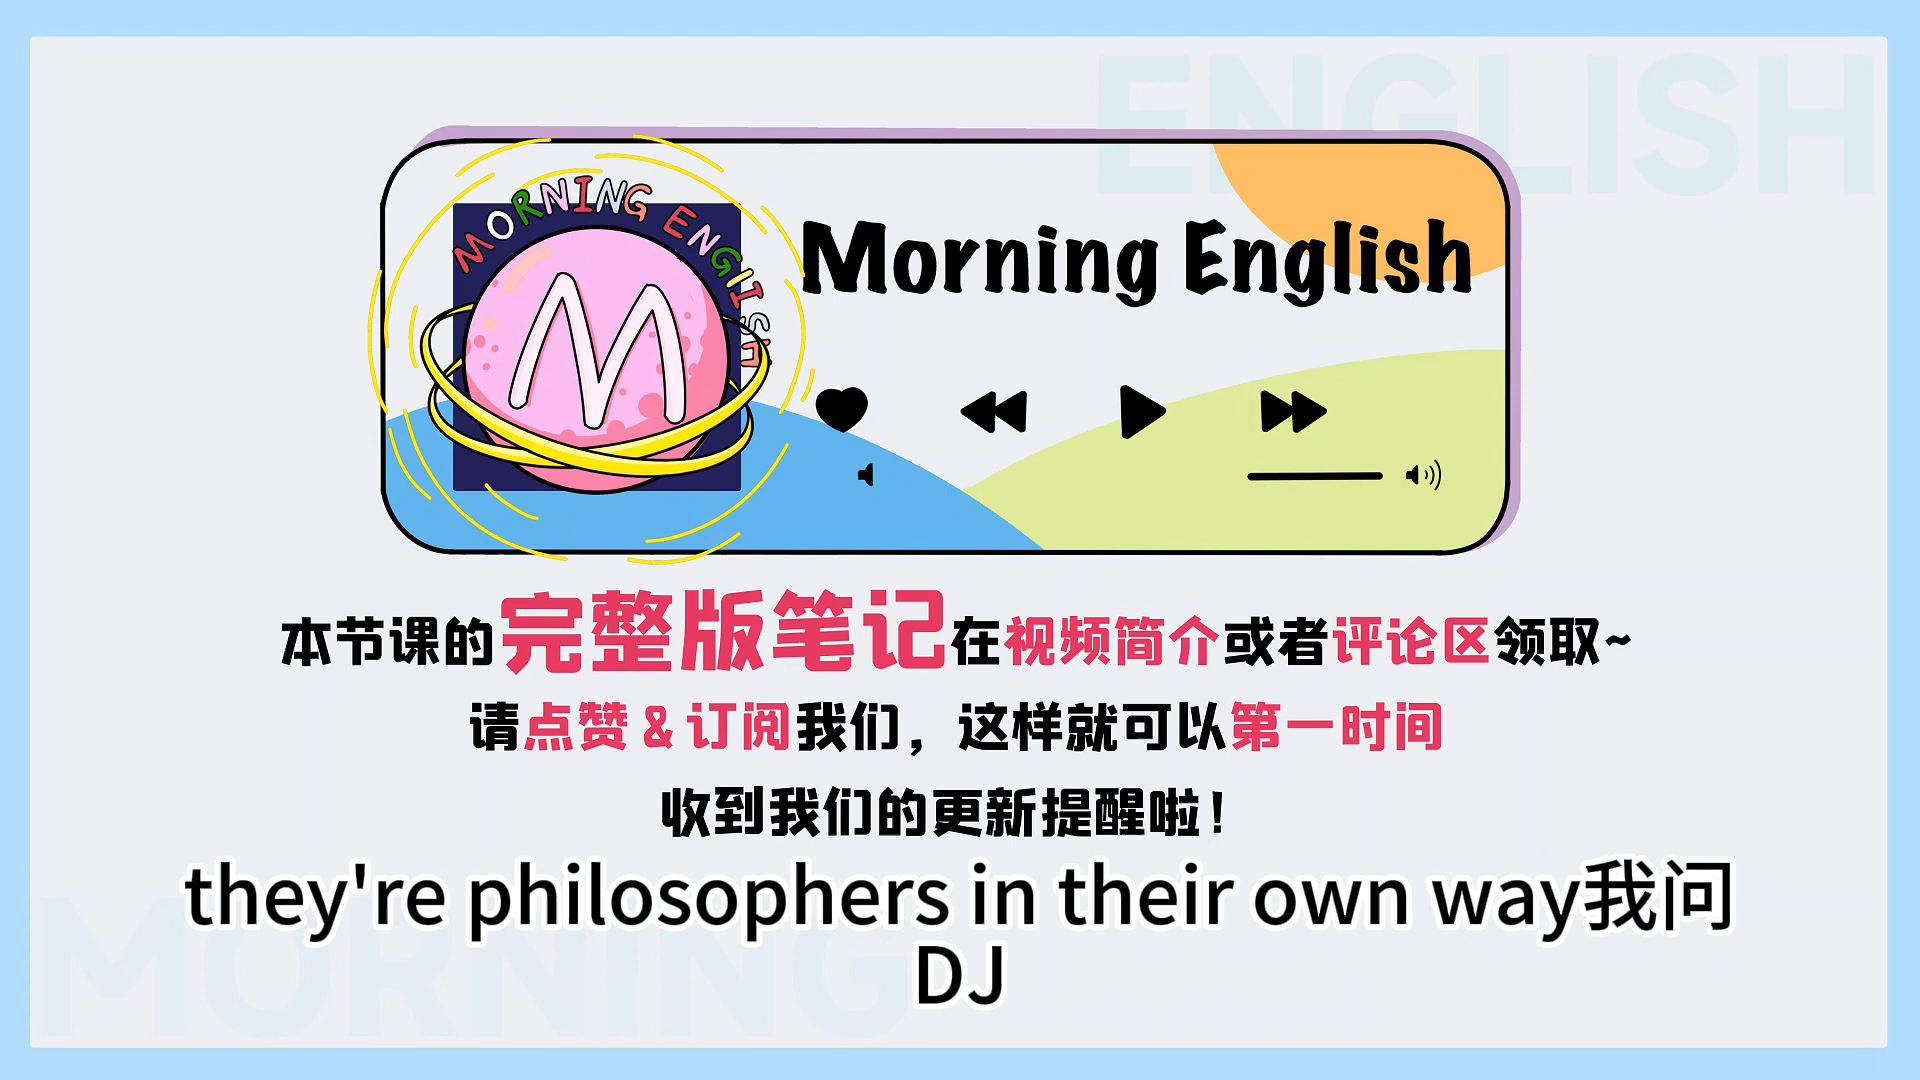 ENGLISH
MORNING ENGLISH
M
Morning English
本节课的完整版笔记在视频简介或者评论区领取~
请点赞&订阅我们，这样就可以第一时间
收到我们的更新提醒啦！
they're philosophers in their own way我问
DJ
MORNING